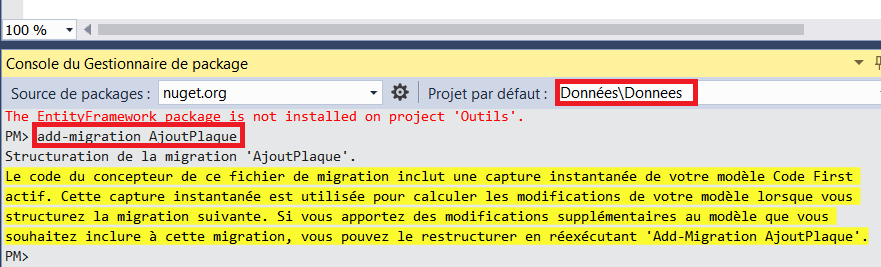 100 %
Console du Gestionnaire de package
Source de packages : nuget.org Projet par défaut : Données\Donnees
The EntityFramework package is not installed on project 'Outils'.
PM> add-migration AjoutPlaque
Structuration de la migration 'AjoutPlaque'.
Le code du concepteur de ce fichier de migration inclut une capture instantanée de votre modèle Code First
actif. Cette capture instantanée est utilisée pour calculer les modifications de votre modèle lorsque vous
structurez la migration suivante. Si vous apportez des modifications supplémentaires au modèle que vous
souhaitez inclure à cette migration, vous pouvez le restructurer en réexécutant 'Add-Migration AjoutPlaque'.
PM>